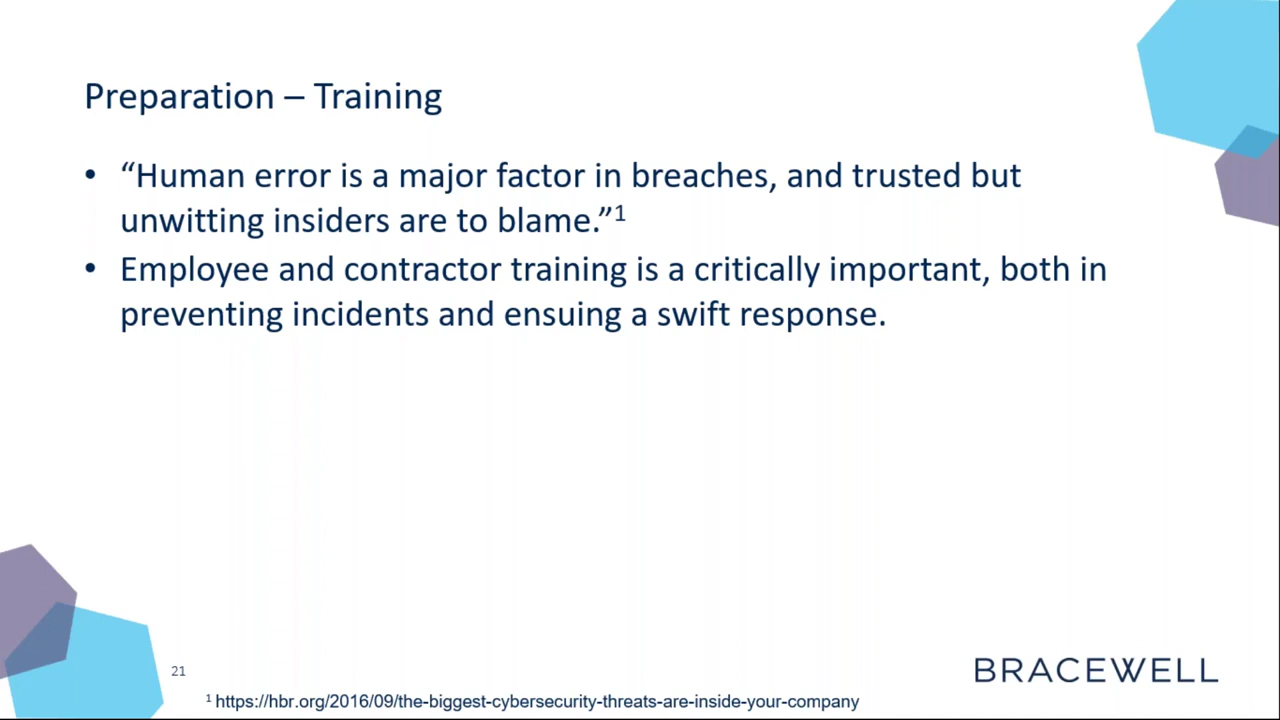 Preparation – Training
• “Human error is a major factor in breaches, and trusted but
unwitting insiders are to blame.”1
• Employee and contractor training is a critically important, both in
preventing incidents and ensuing a swift response.
21
BRACEWELL
1 https://hbr.org/2016/09/the-biggest-cybersecurity-threats-are-inside-your-company